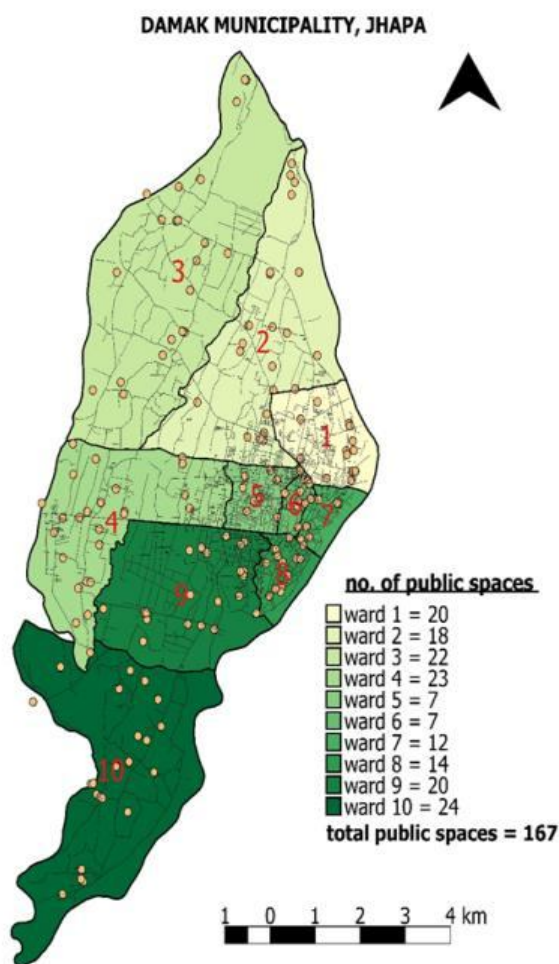 DAMAK MUNICIPALITY, JHAPA
3
2
1
5
6
7
4
8
9
10
no. of public spaces
ward 1 = 20
ward 2 = 18
ward 3 = 22
ward 4 = 23
ward 5 = 7
ward 6 = 7
ward 7 = 12
ward 8 = 14
ward 9 = 20
ward 10 = 24
total public spaces = 167
1 0 1 2 3 4 km